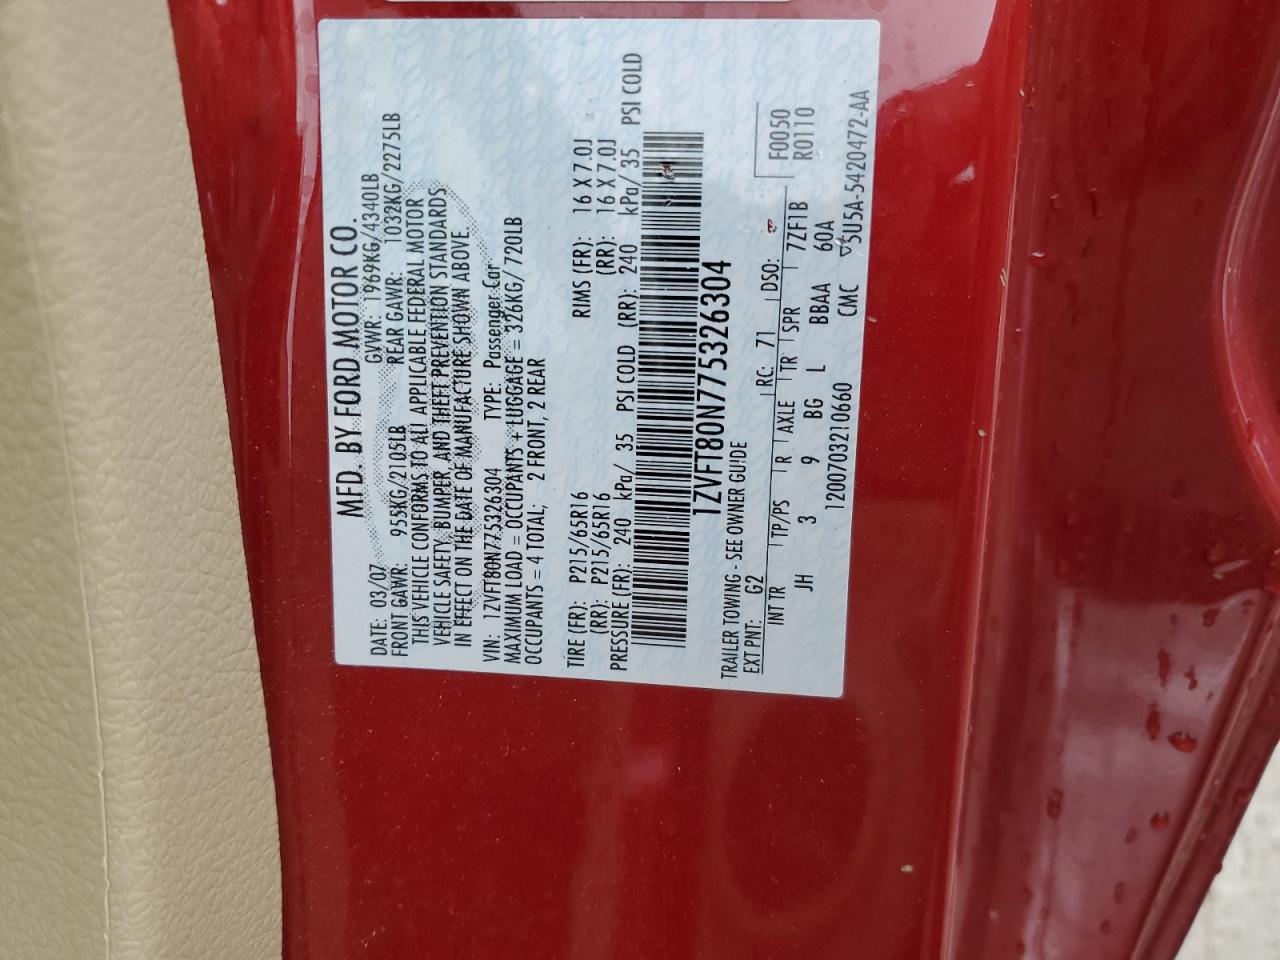 MFD. BY FORD MOTOR CO.
DATE: 03/07 GVWR: 1969KG/4340LB
FRONT GAWR: 955KG/2105LB REAR GAWR: 1032KG/2275LB
THIS VEHICLE CONFORMS TO ALL APPLICABLE FEDERAL MOTOR
VEHICLE SAFETY, BUMPER, AND THEFT PREVENTION STANDARDS
IN EFFECT ON THE DATE OF MANUFACTURE SHOWN ABOVE.
VIN: 1ZVFT80N775326304 TYPE: Passenger Car
MAXIMUM LOAD = OCCUPANTS + LUGGAGE = 326KG/ 720LB
OCCUPANTS = 4 TOTAL; 2 FRONT, 2 REAR
TIRE (FR): P215/65R16 RIMS (FR): 16 X 7.0J
(RR): P215/65R16 (RR): 16 X 7.0J
PRESSURE (FR): 240 kPa/ 35 PSI COLD (RR): 240 kPa/ 35 PSI COLD
1ZVFT80N775326304
TRAILER TOWING - SEE OWNER GUIDE
EXT PNT: G2 RC: 71 DSO: F0050
INT TR TP/PS R AXLE TR SPR 7ZF1B R0110
JH 3 9 BG L BBAA 60A
1200703210660 CMC 5U5A-5420472-AA